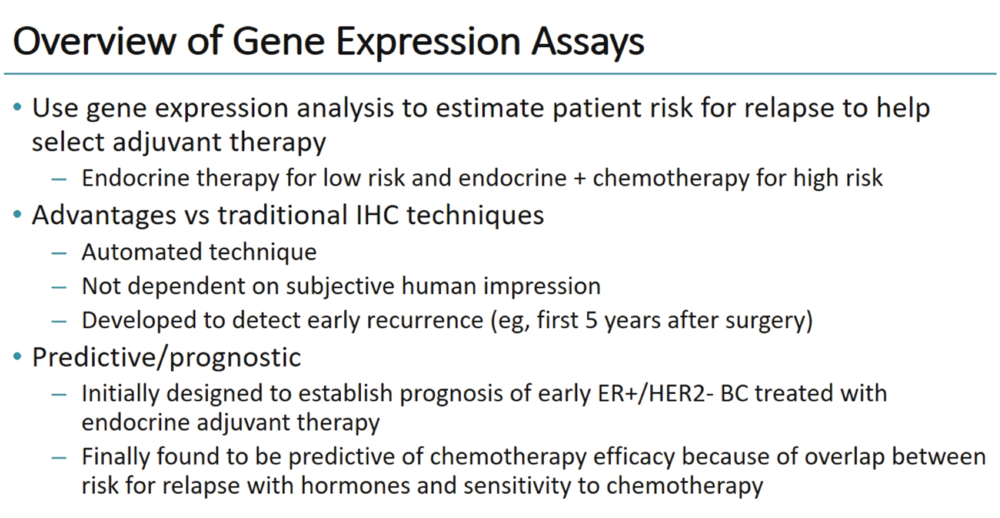 Overview of Gene Expression Assays
• Use gene expression analysis to estimate patient risk for relapse to help
select adjuvant therapy
– Endocrine therapy for low risk and endocrine + chemotherapy for high risk
• Advantages vs traditional IHC techniques
– Automated technique
– Not dependent on subjective human impression
– Developed to detect early recurrence (eg, first 5 years after surgery)
• Predictive/prognostic
– Initially designed to establish prognosis of early ER+/HER2- BC treated with
endocrine adjuvant therapy
– Finally found to be predictive of chemotherapy efficacy because of overlap between
risk for relapse with hormones and sensitivity to chemotherapy